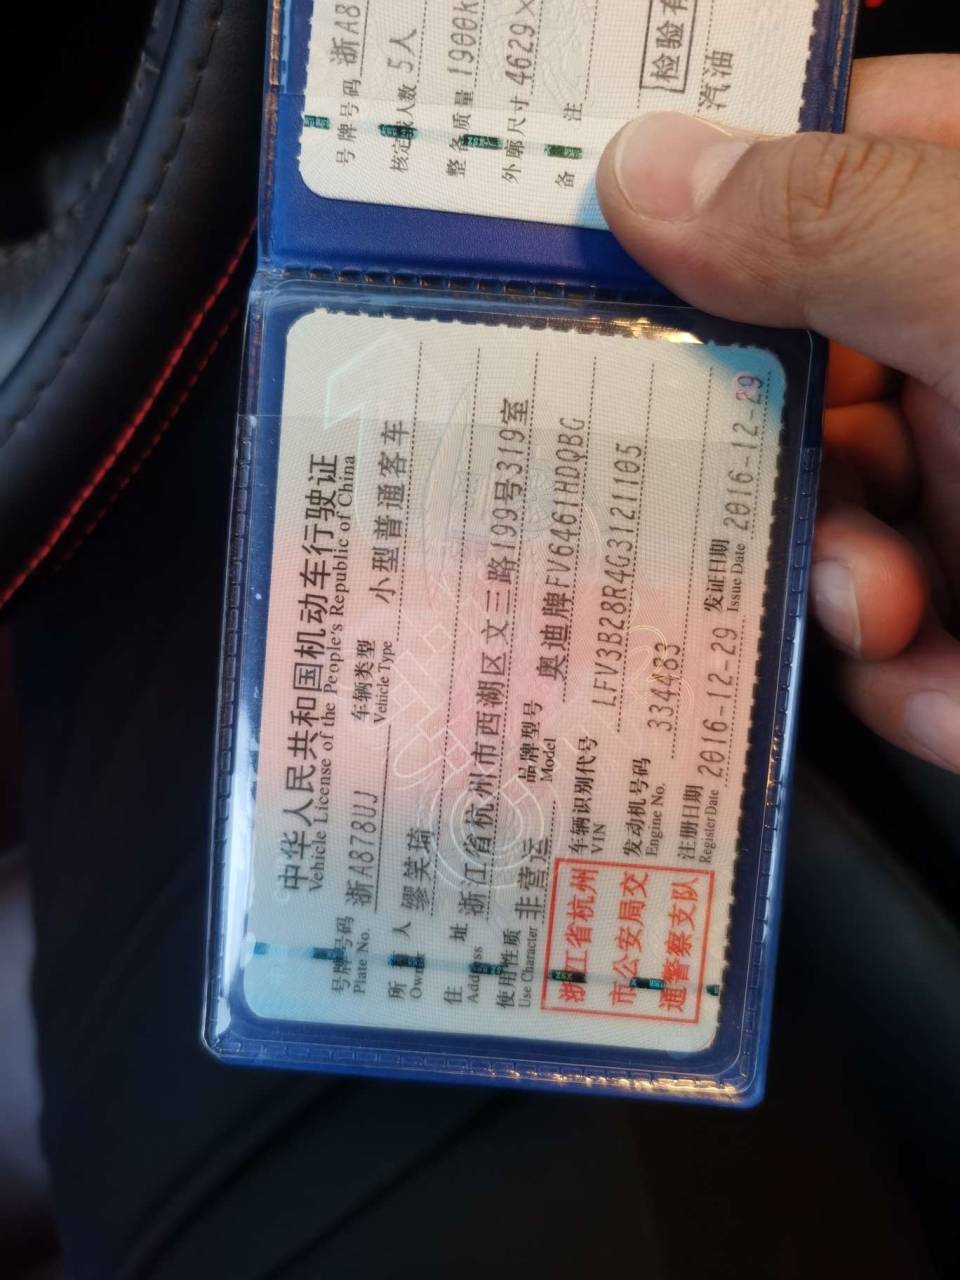 中华人民共和国机动车行驶证
Vehicle License of the People's Republic of China
号牌号码 Plate No. 浙A878UJ 车辆类型 Vehicle Type 小型普通客车
所有人 Owner 缪笑琦
住址 Address 浙江省杭州市西湖区文三路199号319室
使用性质 Use Character 非营运 品牌型号 Model 奥迪牌FV6461HDQBG
车辆识别代号 VIN LFV3B28R4G3121105
发动机号码 Engine No. 334483
注册日期 Register Date 2016-12-29 发证日期 Issue Date 2016-12-29
浙江省杭州
市公安局交
通警察支队
号牌号码 浙A8
核定载人数 5人
整备质量 1900k
外廓尺寸 4629×
备注
检验有
汽油